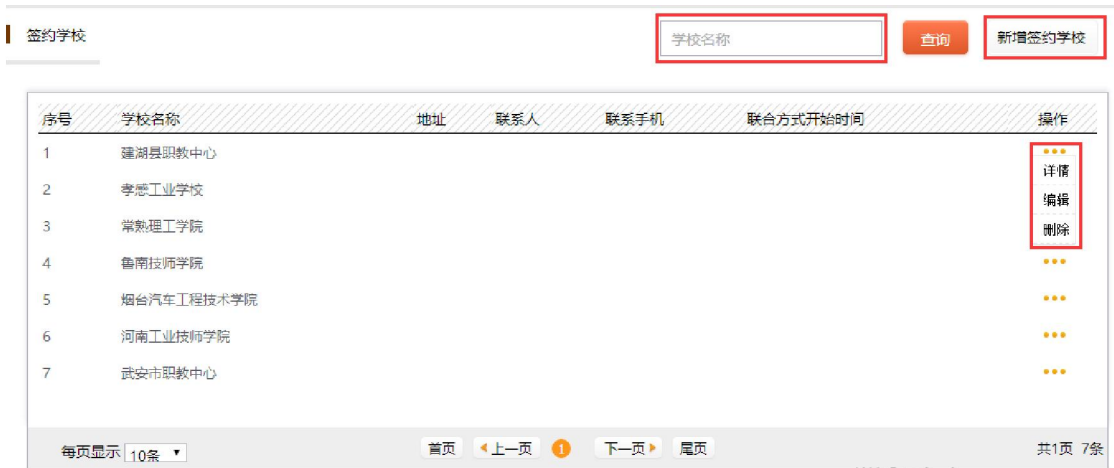 签约学校 学校名称 查询 新增签约学校
序号 学校名称 地址 联系人 联系手机 联合方式开始时间 操作
1 建湖县职教中心
详情
2 孝感工业学校
编辑
3 常熟理工学院
删除
4 鲁南技师学院
5 烟台汽车工程技术学院
6 河南工业技师学院
7 武安市职教中心
每页显示 10条 首页 上一页 1 下一页 尾页 共1页 7条